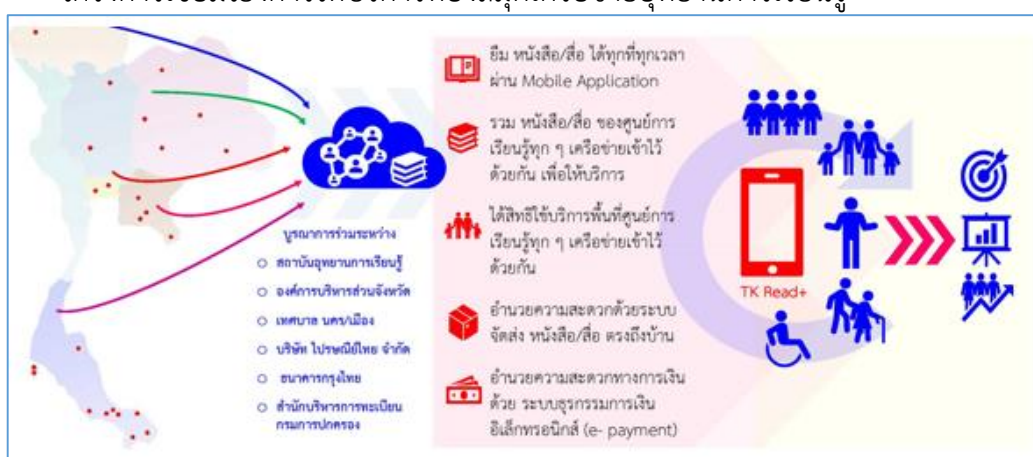 ยืม หนังสือ/สื่อ ได้ทุกที่ทุกเวลา
ผ่าน Mobile Application
รวม หนังสือ/สื่อ ของศูนย์การ
เรียนรู้ทุก ๆ เครือข่ายเข้าไว้
ด้วยกัน เพื่อให้บริการ
ได้สิทธิใช้บริการพื้นที่ศูนย์การ
เรียนรู้ทุก ๆ เครือข่ายเข้าไว้
ด้วยกัน
อำนวยความสะดวกด้วยระบบ
จัดส่ง หนังสือ/สื่อ ตรงถึงบ้าน
อำนวยความสะดวกทางการเงิน
ด้วย ระบบธุรกรรมการเงิน
อิเล็กทรอนิกส์ (e- payment)
บูรณาการร่วมระหว่าง
สถาบันอุทยานการเรียนรู้
องค์การบริหารส่วนจังหวัด
เทศบาล นคร/เมือง
บริษัท ไปรษณีย์ไทย จำกัด
ธนาคารกรุงไทย
สำนักบริหารการทะเบียน
กรมการปกครอง
TK Read+